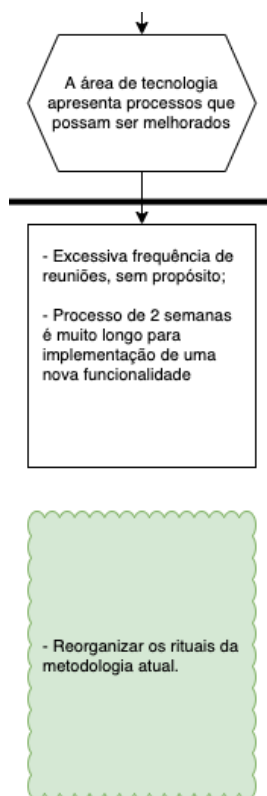 A área de tecnologia
apresenta processos que
possam ser melhorados
- Excessiva frequência de
reuniões, sem propósito;
- Processo de 2 semanas
é muito longo para
implementação de uma
nova funcionalidade
- Reorganizar os rituais da
metodologia atual.